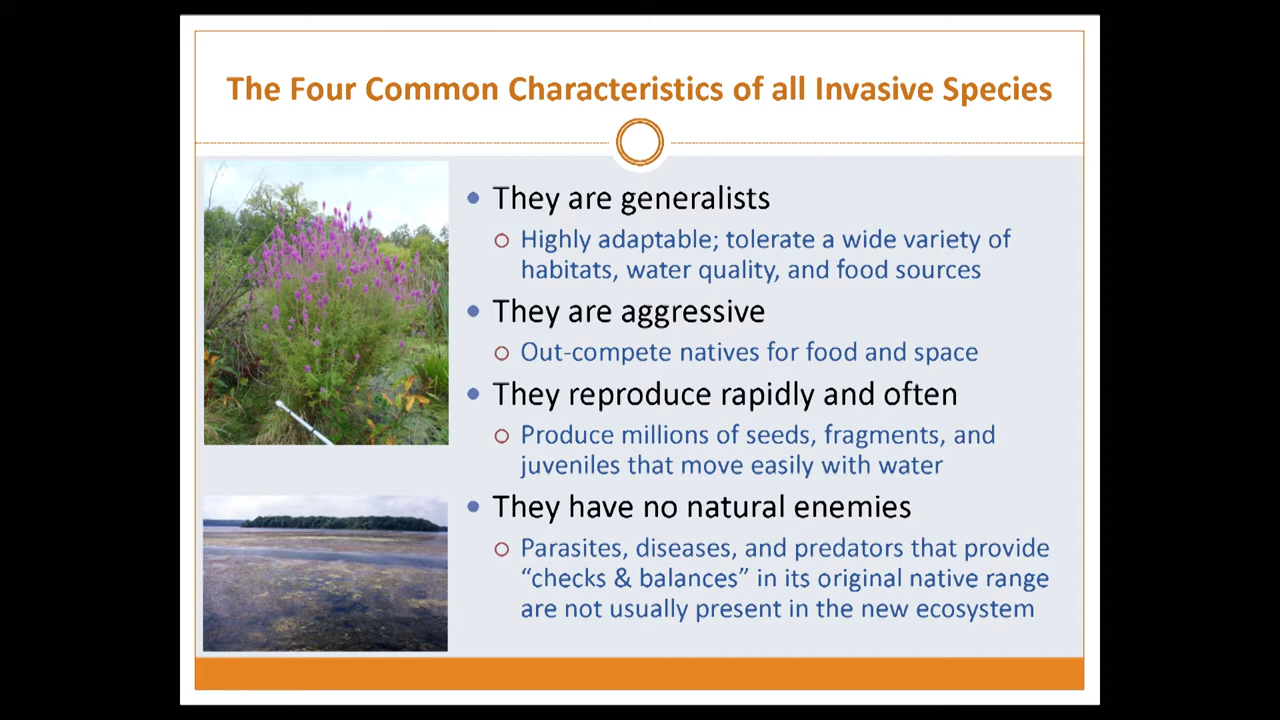 The Four Common Characteristics of all Invasive Species
They are generalists
Highly adaptable; tolerate a wide variety of
habitats, water quality, and food sources
They are aggressive
Out-compete natives for food and space
They reproduce rapidly and often
Produce millions of seeds, fragments, and
juveniles that move easily with water
They have no natural enemies
Parasites, diseases, and predators that provide
“checks & balances” in its original native range
are not usually present in the new ecosystem